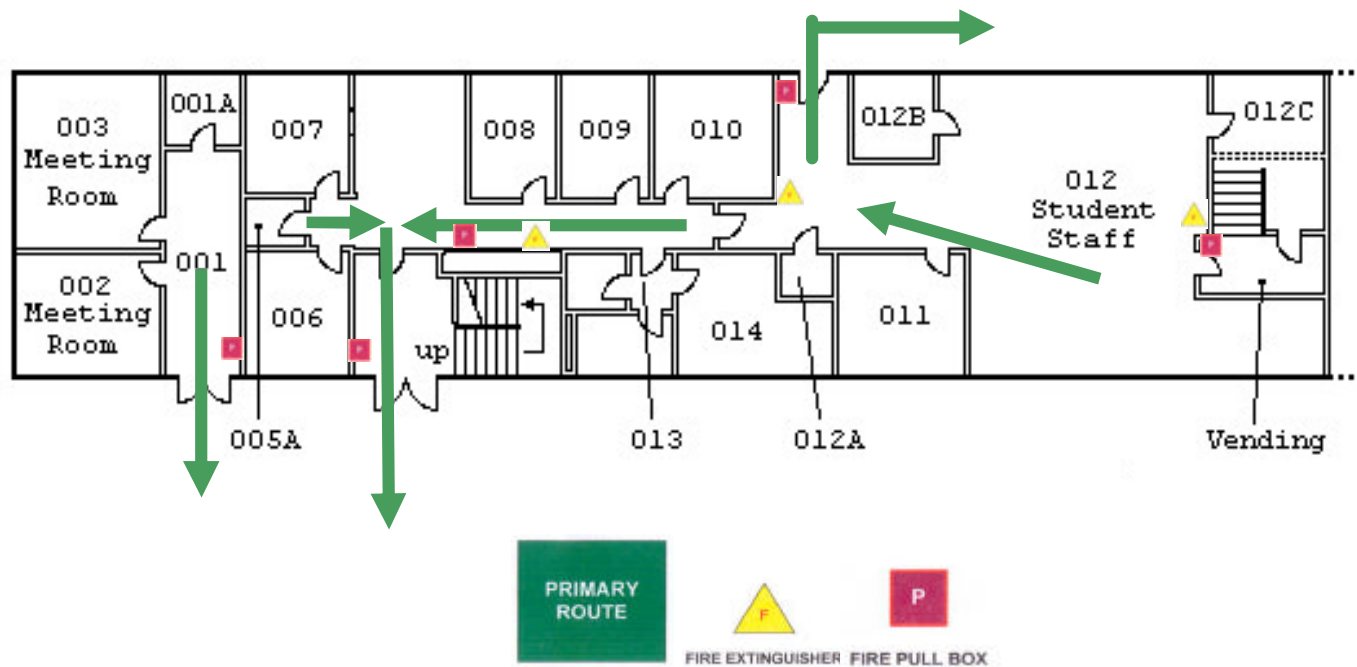 001A
003
Meeting
Room
007
008
009
010
012B
012C
012
Student
Staff
001
002
Meeting
Room
006
up
014
011
005A
013
012A
Vending
P
P
P
P
P
F
F
F
PRIMARY
ROUTE
F
P
FIRE EXTINGUISHER
FIRE PULL BOX